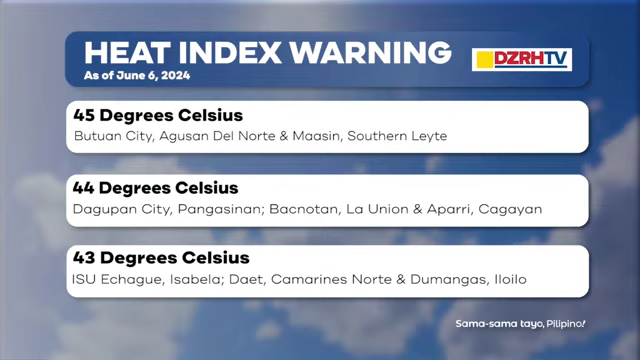 HEAT INDEX WARNING
As of June 6, 2024
DZRHTV
45 Degrees Celsius
Butuan City, Agusan Del Norte & Maasin, Southern Leyte
44 Degrees Celsius
Dagupan City, Pangasinan; Bacnotan, La Union & Aparri, Cagayan
43 Degrees Celsius
ISU Echague, Isabela; Daet, Camarines Norte & Dumangas, Iloilo
Sama-sama tayo, Pilipino!